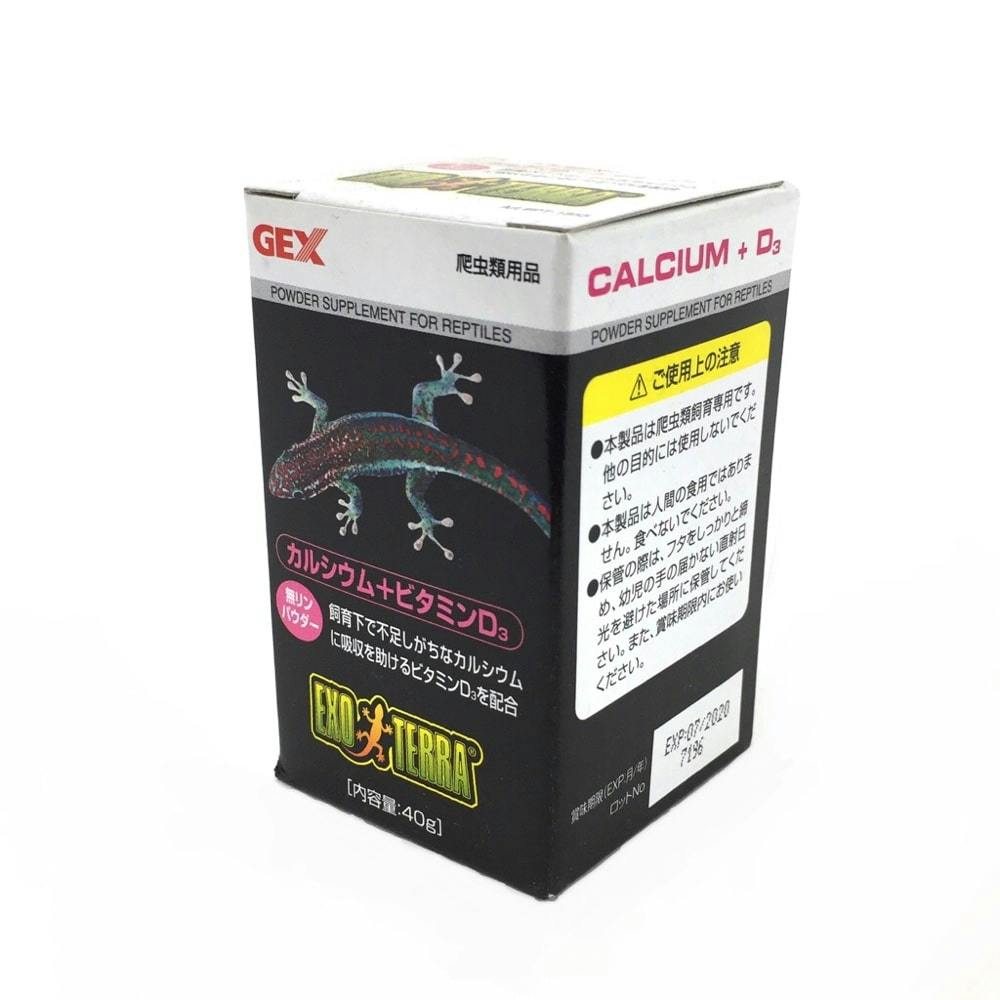 EXO TERRA
GEX
爬虫類用品
POWDER SUPPLEMENT FOR REPTILES
カルシウム+ビタミンD₃
無リン
パウダー
飼育下で不足しがちなカルシウム
に吸収を助けるビタミンD₃を配合
EXO TERRA®
[内容量:40g]
CALCIUM + D₃
POWDER SUPPLEMENT FOR REPTILES
⚠ご使用上の注意
●本製品は爬虫類飼育専用です。
他の目的には使用しないでくだ
さい。
●本製品は人間の食用ではありま
せん。食べないでください。
●保管の際は、フタをしっかりと締
め、幼児の手の届かない直射日
光を避けた場所に保管してくだ
さい。また、賞味期限内にお使い
ください。
賞味期限(EXP.月/年)
ロットNo
EXP:07/2020
7196